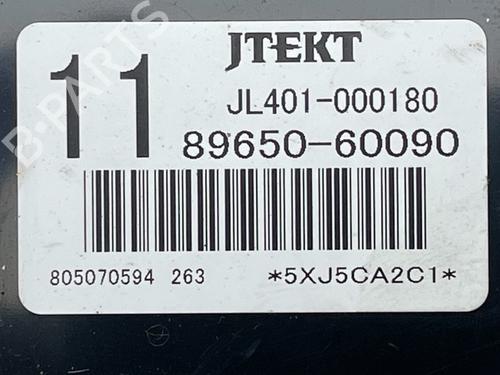 JTEKT
11
JL401-000180
89650-60090
805070594 263
*5XJ5CA2C1*
B-PARTS